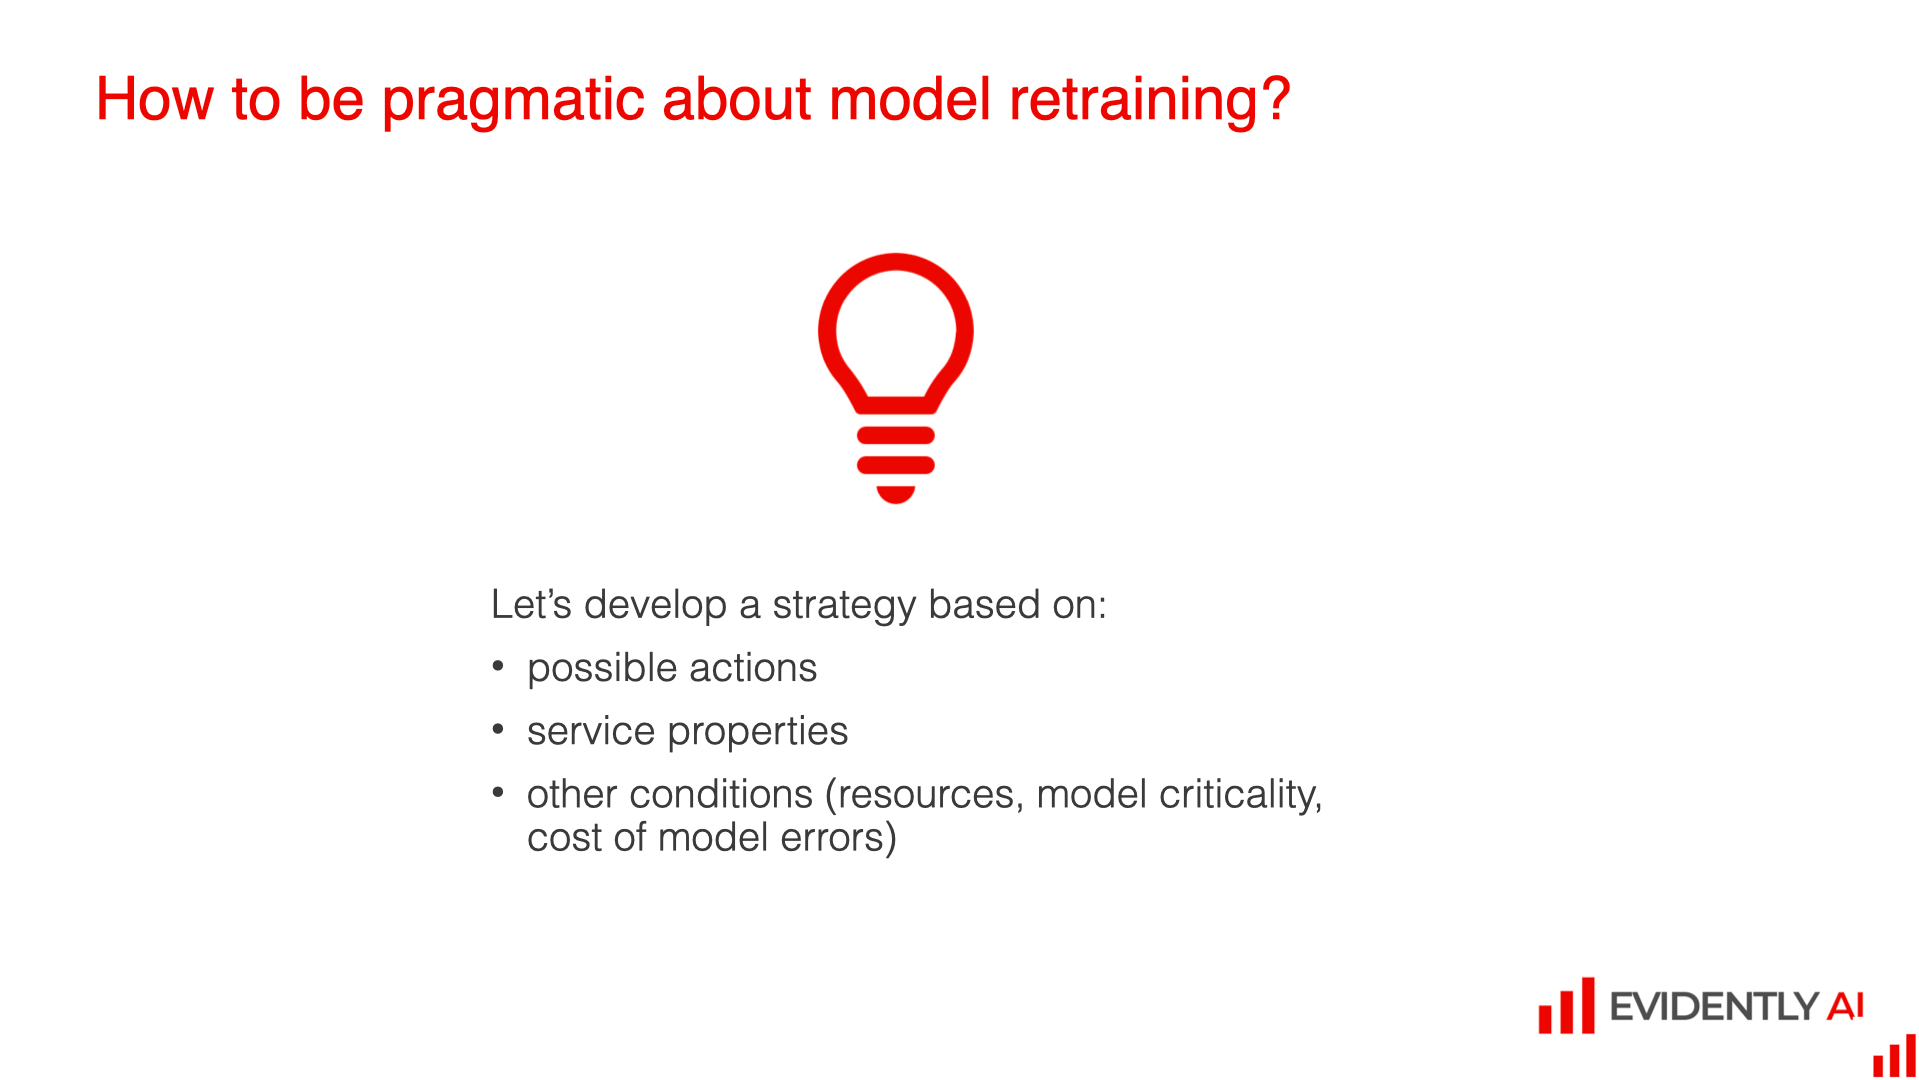 How to be pragmatic about model retraining?
Let’s develop a strategy based on:
• possible actions
• service properties
• other conditions (resources, model criticality,
cost of model errors)
EVIDENTLY AI